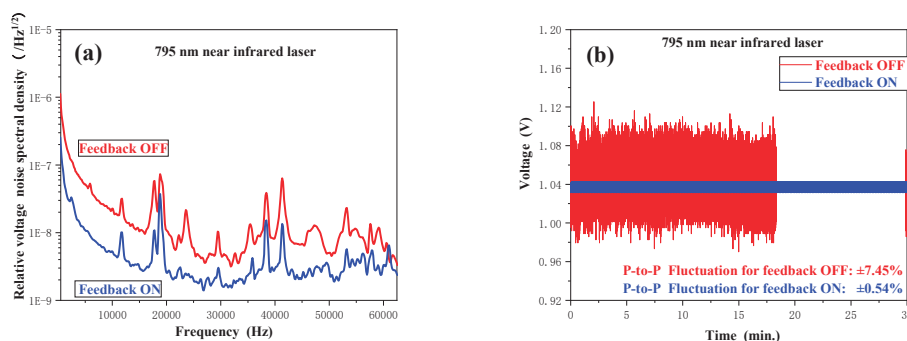 (a)
795 nm near infrared laser
Feedback OFF
Feedback ON
Relative voltage noise spectral density (/Hz^1/2)
1E-5
1E-6
1E-7
1E-8
1E-9
10000 20000 30000 40000 50000 60000
Frequency (Hz)
(b)
795 nm near infrared laser
Feedback OFF
Feedback ON
Voltage (V)
1.20
1.16
1.12
1.08
1.04
1.00
0.96
0.92
P-to-P Fluctuation for feedback OFF: ±7.45%
P-to-P Fluctuation for feedback ON: ±0.54%
0 5 10 15 20 25
Time (min.)